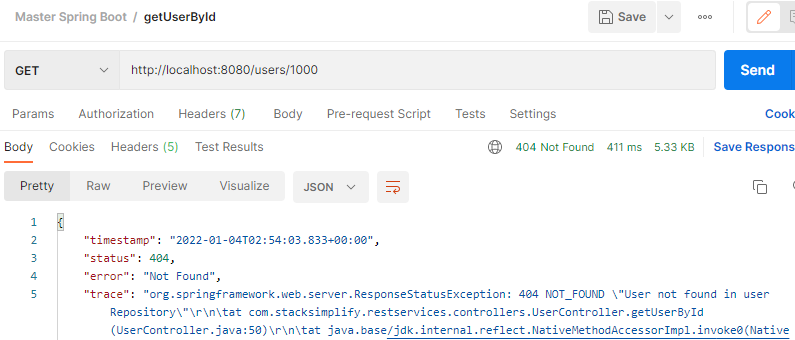 Master Spring Boot / getUserById
Save
GET http://localhost:8080/users/1000 Send
Params Authorization Headers (7) Body Pre-request Script Tests Settings
Body Cookies Headers (5) Test Results 404 Not Found 411 ms 5.33 KB
Pretty Raw Preview Visualize JSON
1 {
2 "timestamp": "2022-01-04T02:54:03.833+00:00",
3 "status": 404,
4 "error": "Not Found",
5 "trace": "org.springframework.web.server.ResponseStatusException: 404 NOT_FOUND \"User not found in user
Repository\"\r\n\tat com.stacksimplify.restservices.controllers.UserController.getUserById
(UserController.java:50)\r\n\tat java.base/jdk.internal.reflect.NativeMethodAccessorImpl.invoke0(Native
Cook
Save Respons